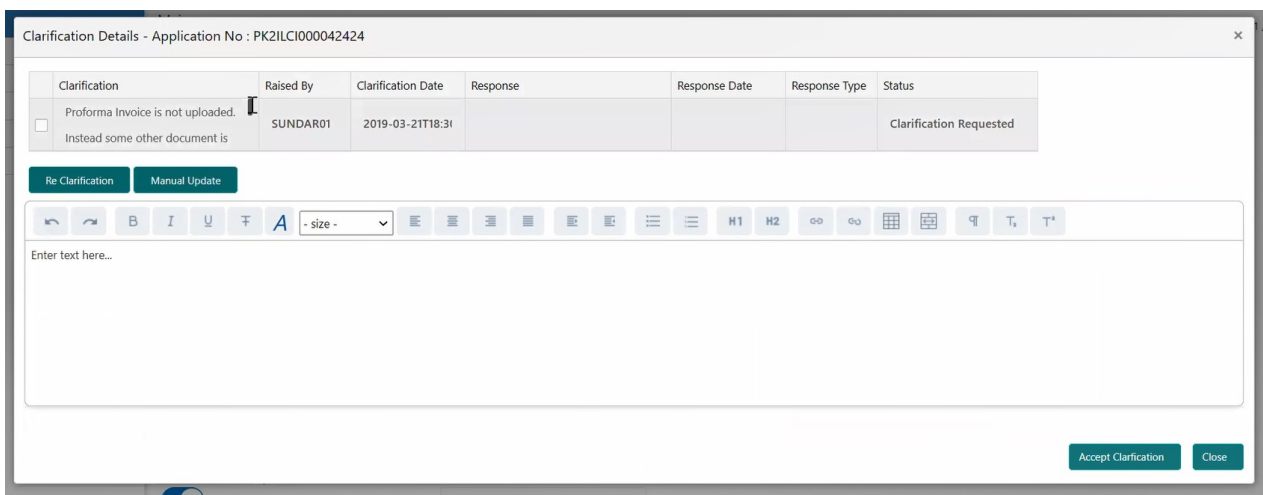 Clarification Details - Application No : PK2ILCI000042424
×
Clarification Raised By Clarification Date Response Response Date Response Type Status
Proforma Invoice is not uploaded.
Instead some other document is
SUNDAR01 2019-03-21T18:3( Clarification Requested
Re Clarification Manual Update
B I U T A - size - H1 H2 ¶ Ts Ts
Enter text here...
Accept Clarfication Close